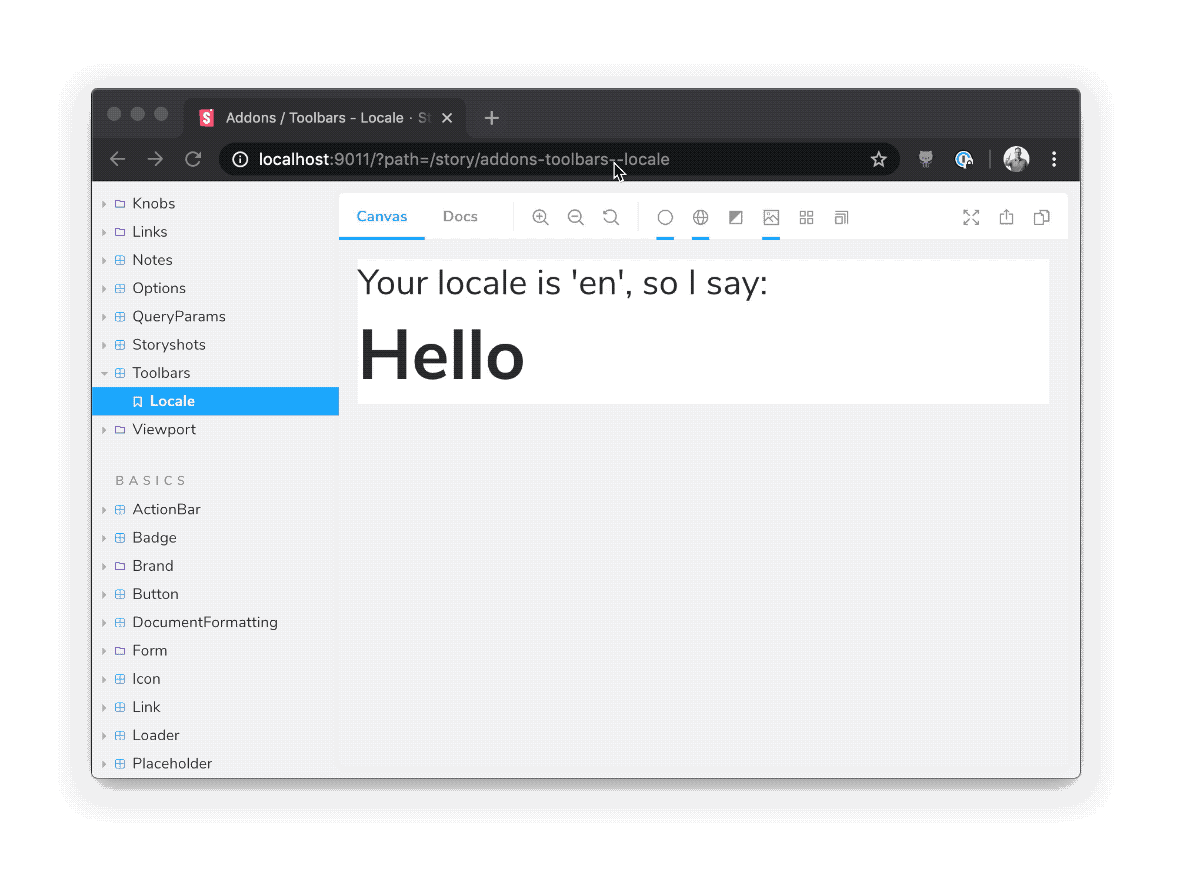 Addons / Toolbars - Locale · St
localhost:9011/?path=/story/addons-toolbars--locale
Knobs
Links
Notes
Options
QueryParams
Storyshots
Toolbars
Locale
Viewport
BASICS
ActionBar
Badge
Brand
Button
DocumentFormatting
Form
Icon
Link
Loader
Placeholder
Canvas Docs
Your locale is 'en', so I say:
Hello